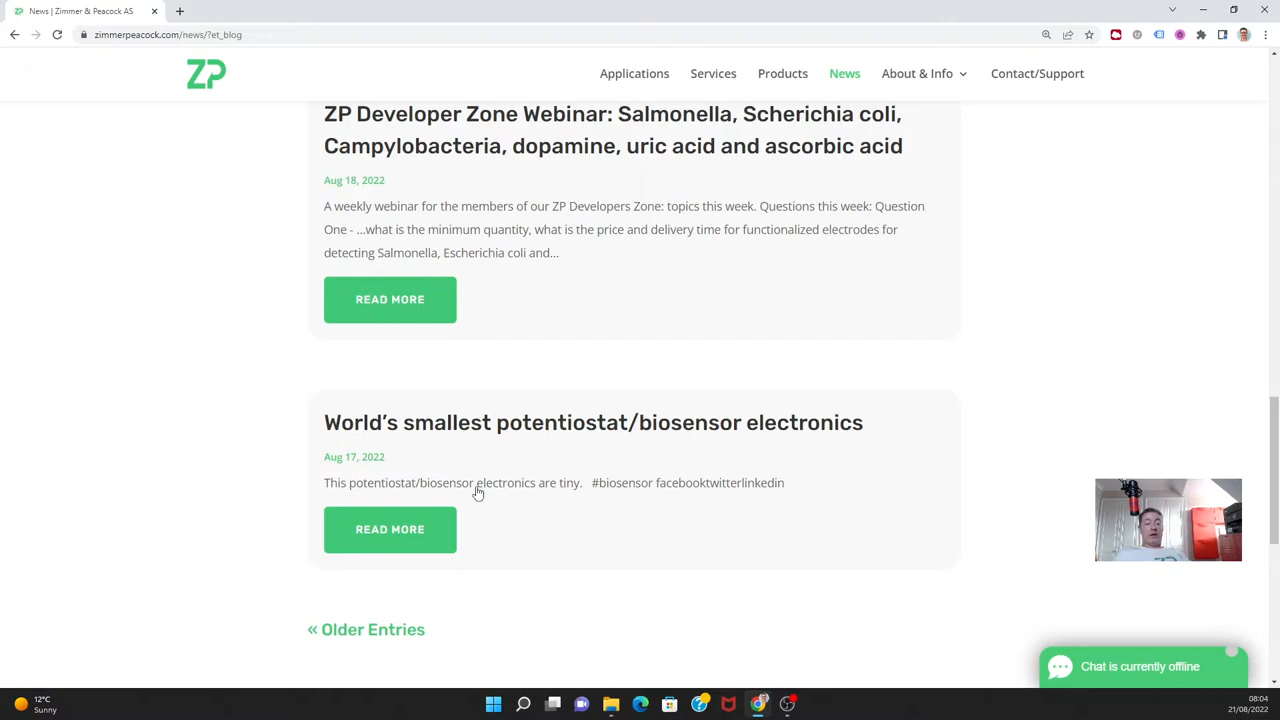 News | Zimmer & Peacock AS
zimmerpeacock.com/news/?et_blog
ZP
Applications
Services
Products
News
About & Info
Contact/Support
ZP Developer Zone Webinar: Salmonella, Scherichia coli,
Campylobacteria, dopamine, uric acid and ascorbic acid
Aug 18, 2022
A weekly webinar for the members of our ZP Developers Zone: topics this week. Questions this week: Question
One - ...what is the minimum quantity, what is the price and delivery time for functionalized electrodes for
detecting Salmonella, Escherichia coli and...
READ MORE
World's smallest potentiostat/biosensor electronics
Aug 17, 2022
This potentiostat/biosensor electronics are tiny. #biosensor facebooktwitterlinkedin
READ MORE
« Older Entries
Chat is currently offline
12°C
Sunny
08:04
21/08/2022